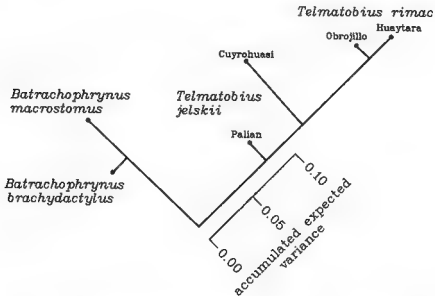 Telmatobius rimac
Huaytara
Obrojillo
Cuyrohuasi
Batrachophrynus
macrostomus
Telmatobius
jelskii
Palian
Batrachophrynus
brachydactylus
0.10
0.05
0.00
accumulated expected
variance